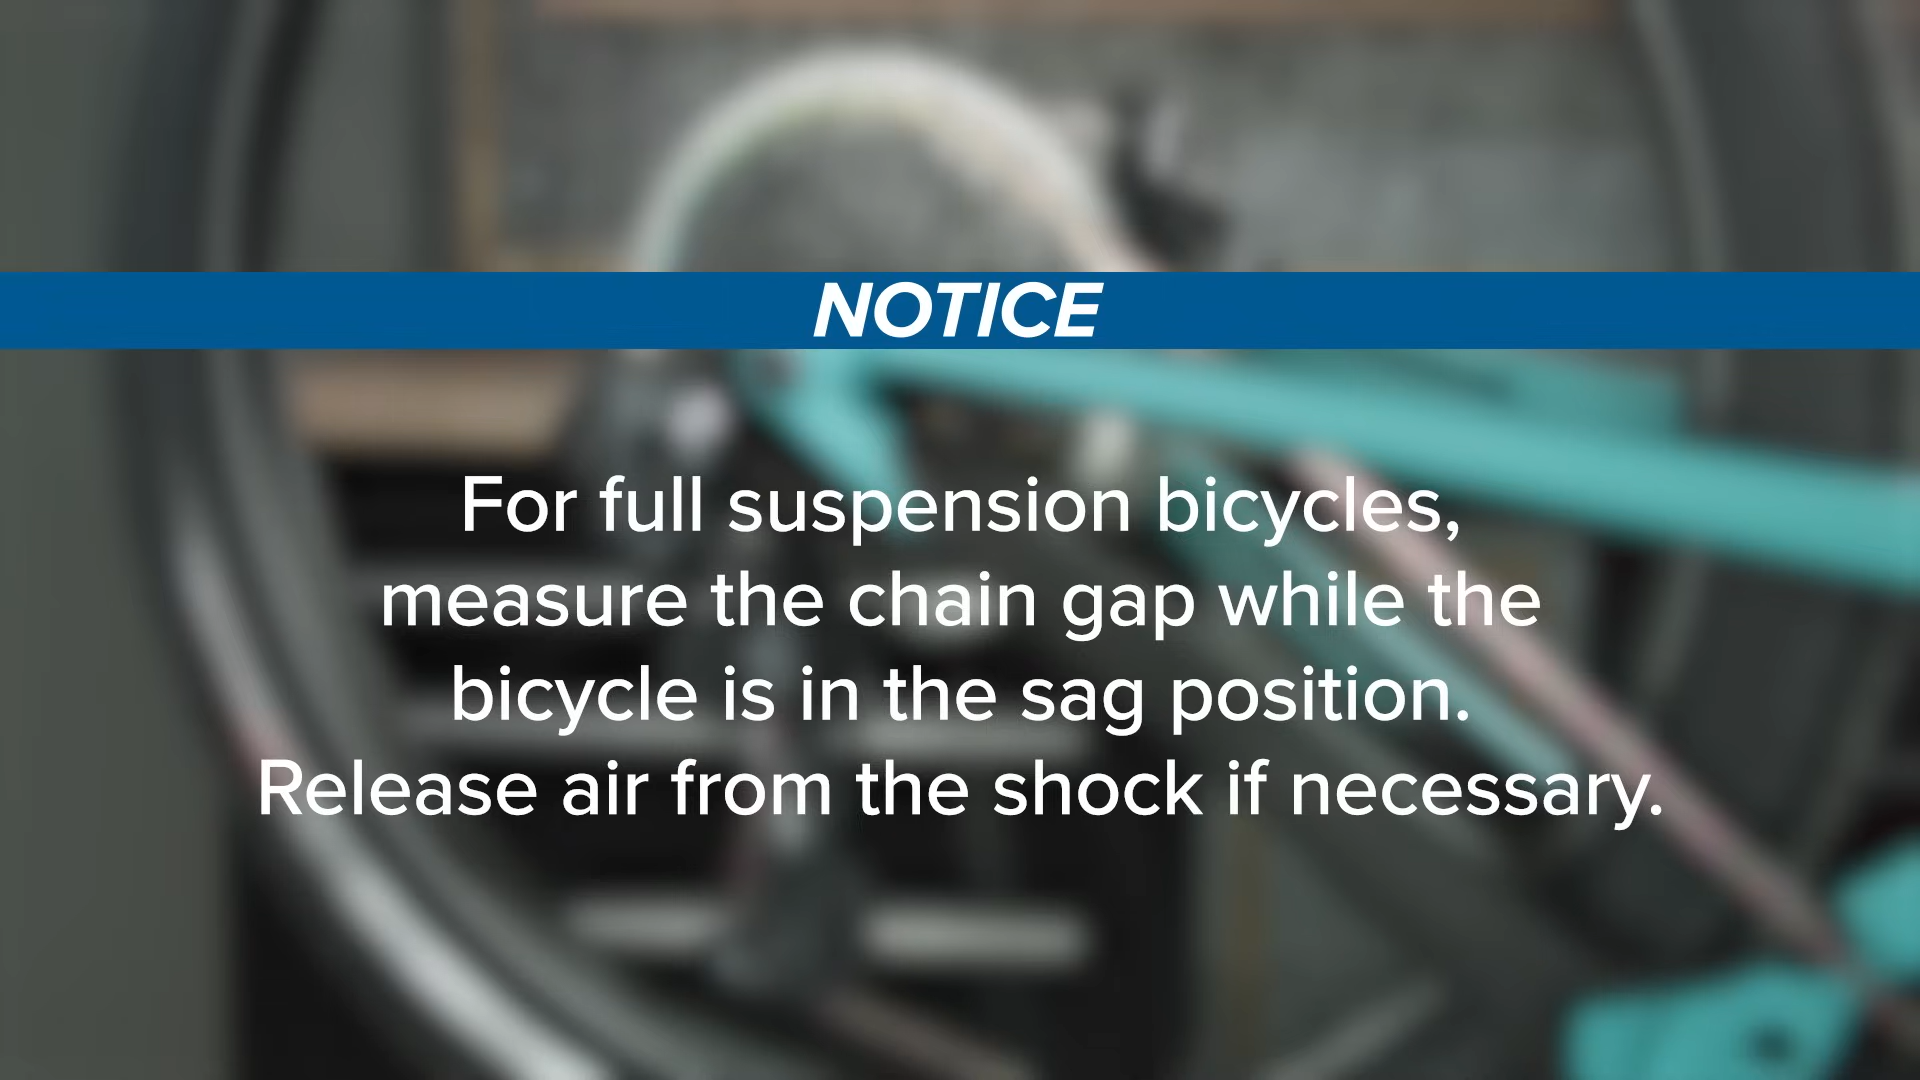 NOTICE
For full suspension bicycles,
measure the chain gap while the
bicycle is in the sag position.
Release air from the shock if necessary.